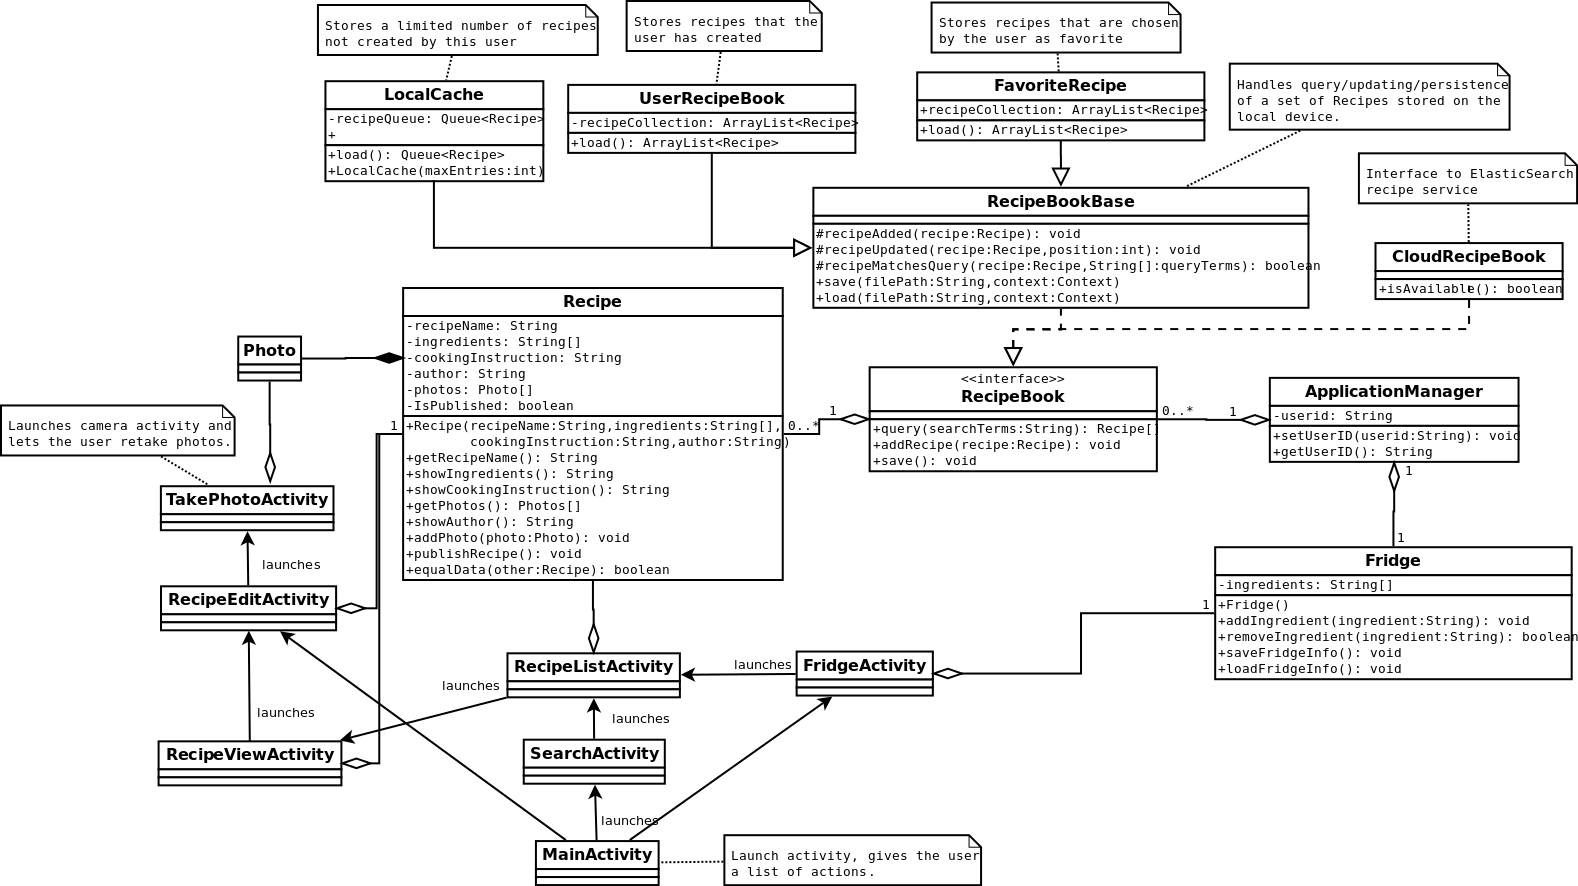 Stores a limited number of recipes
not created by this user
Stores recipes that the
user has created
Stores recipes that are chosen
by the user as favorite
Handles query/updating/persistence
of a set of Recipes stored on the
local device.
Interface to ElasticSearch
recipe service
LocalCache
-recipeQueue: Queue<Recipe>
+
+load(): Queue<Recipe>
+LocalCache(maxEntries:int)
UserRecipeBook
-recipeCollection: ArrayList<Recipe>
+load(): ArrayList<Recipe>
FavoriteRecipe
+recipeCollection: ArrayList<Recipe>
+load(): ArrayList<Recipe>
RecipeBookBase
#recipeAdded(recipe:Recipe): void
#recipeUpdated(recipe:Recipe,position:int): void
#recipeMatchesQuery(recipe:Recipe,String[]:queryTerms): boolean
+save(filePath:String,context:Context)
+load(filePath:String,context:Context)
CloudRecipeBook
+isAvailable(): boolean
Recipe
-recipeName: String
-ingredients: String[]
-cookingInstruction: String
-author: String
-photos: Photo[]
-IsPublished: boolean
+Recipe(recipeName:String,ingredients:String[],
cookingInstruction:String,author:String)
+getRecipeName(): String
+showIngredients(): String
+showCookingInstruction(): String
+getPhotos(): Photos[]
+showAuthor(): String
+addPhoto(photo:Photo): void
+publishRecipe(): void
+equalData(other:Recipe): boolean
Photo
Launches camera activity and
lets the user retake photos.
1
0..*
1
<<interface>>
RecipeBook
+query(searchTerms:String): Recipe[]
+addRecipe(recipe:Recipe): void
+save(): void
0..*
1
ApplicationManager
-userid: String
+setUserID(userid:String): void
+getUserID(): String
1
1
TakePhotoActivity
launches
RecipeEditActivity
Fridge
-ingredients: String[]
+Fridge()
+addIngredient(ingredient:String): void
+removeIngredient(ingredient:String): boolean
+saveFridgeInfo(): void
+loadFridgeInfo(): void
1
RecipeListActivity
launches
FridgeActivity
launches
launches
launches
RecipeViewActivity
SearchActivity
launches
MainActivity
Launch activity, gives the user
a list of actions.